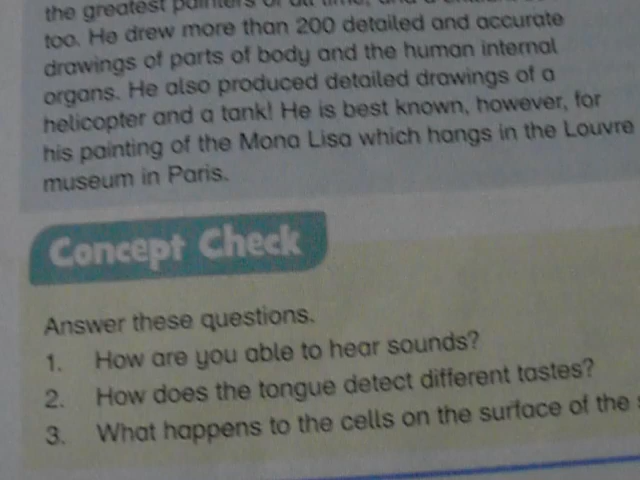 the greatest painters of all time, and a
too. He drew more than 200 detailed and accurate
drawings of parts of body and the human internal
organs. He also produced detailed drawings of a
helicopter and a tank! He is best known, however, for
his painting of the Mona Lisa which hangs in the Louvre
museum in Paris.
Concept Check
Answer these questions.
1. How are you able to hear sounds?
2. How does the tongue detect different tastes?
3. What happens to the cells on the surface of the